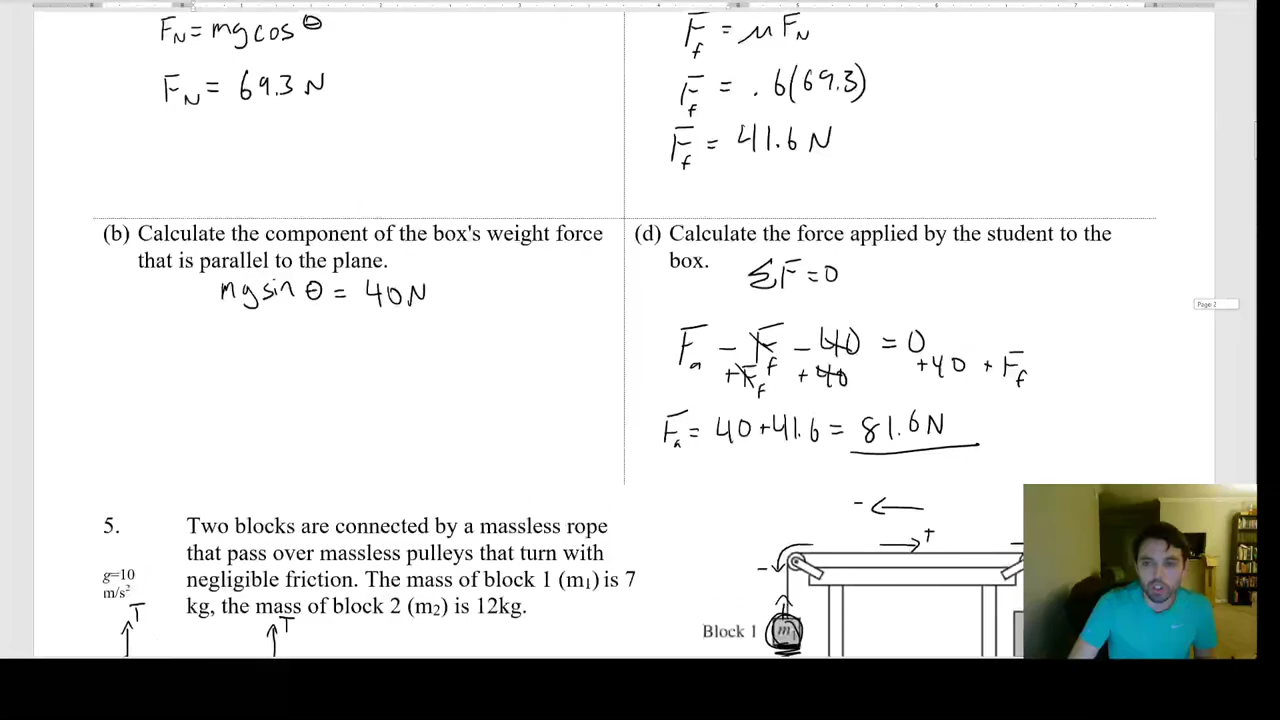 F_N = mg cos θ
F_N = 69.3 N
F_f = μ F_N
F_f = .6(69.3)
F_f = 41.6 N
(b) Calculate the component of the box's weight force
that is parallel to the plane.
mg sin θ = 40 N
(d) Calculate the force applied by the student to the
box.
ΣF = 0
F_a - F_f - 40 = 0
+F_f +40 +40 + F_f
F_a = 40 + 41.6 = 81.6 N
Page: 2
5. Two blocks are connected by a massless rope
that pass over massless pulleys that turn with
g=10
m/s²
negligible friction. The mass of block 1 (m₁) is 7
kg, the mass of block 2 (m₂) is 12kg.
T
T
-
+
-
Block 1 m₁